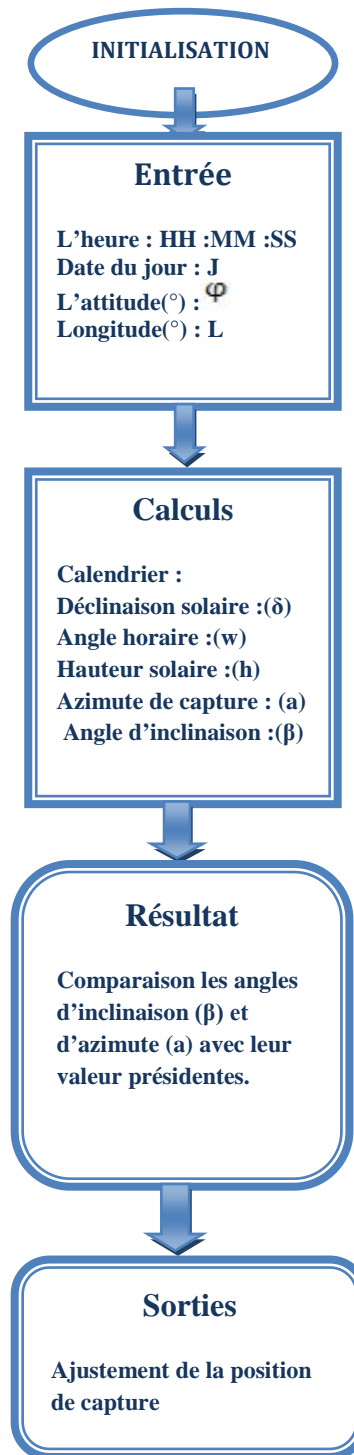 INITIALISATION
Entrée
L'heure : HH :MM :SS
Date du jour : J
L'attitude(°) : φ
Longitude(°) : L
Calculs
Calendrier :
Déclinaison solaire :(δ)
Angle horaire :(w)
Hauteur solaire :(h)
Azimute de capture : (a)
Angle d'inclinaison :(β)
Résultat
Comparaison les angles
d'inclinaison (β) et
d'azimute (a) avec leur
valeur présidentes.
Sorties
Ajustement de la position
de capture